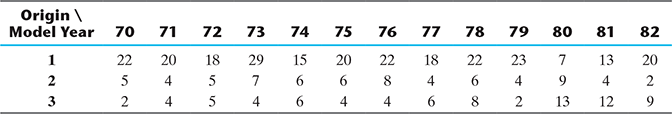 Origin \
Model Year 70 71 72 73 74 75 76 77 78 79 80 81 82
1 22 20 18 29 15 20 22 18 22 23 7 13 20
2 5 4 5 7 6 6 8 4 6 4 9 4 2
3 2 4 5 4 6 4 4 6 8 2 13 12 9